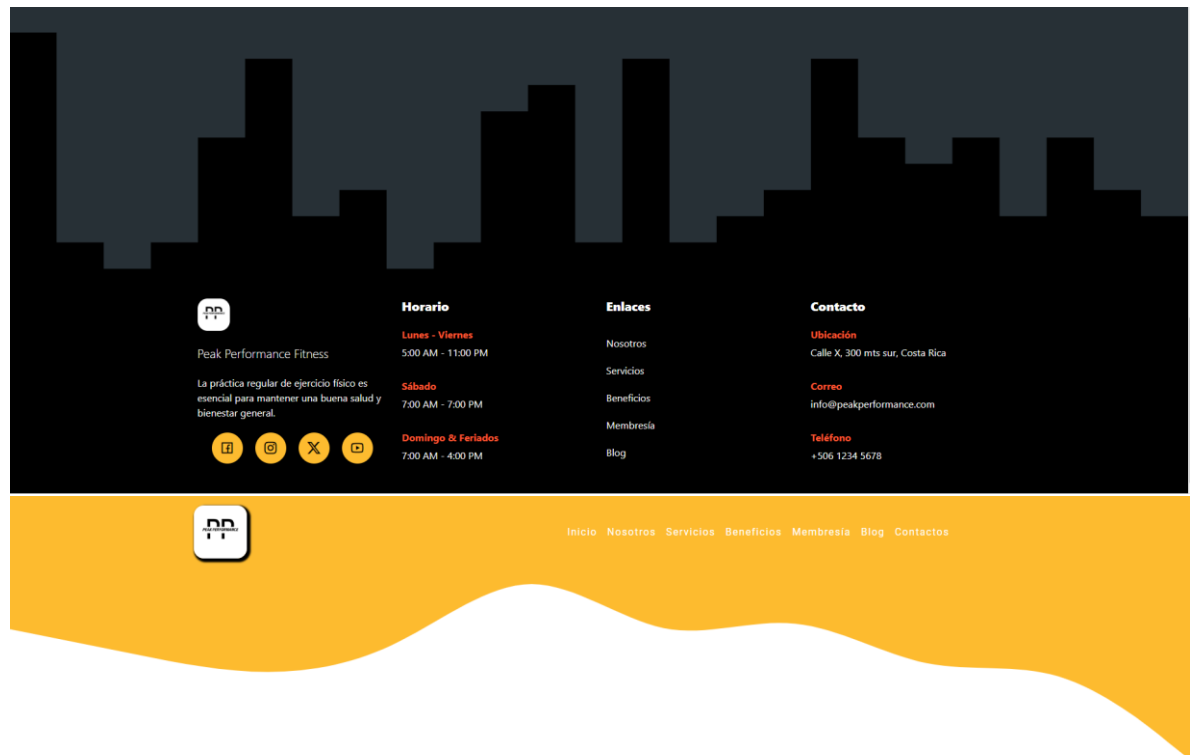 Peak Performance Fitness
La práctica regular de ejercicio físico es
esencial para mantener una buena salud y
bienestar general.
Horario
Lunes - Viernes
5:00 AM - 11:00 PM
Sábado
7:00 AM - 7:00 PM
Domingo & Feriados
7:00 AM - 4:00 PM
Enlaces
Nosotros
Servicios
Beneficios
Membresía
Blog
Contacto
Ubicación
Calle X, 300 mts sur, Costa Rica
Correo
info@peakperformance.com
Teléfono
+506 1234 5678
PEAK PERFORMANCE
Inicio Nosotros Servicios Beneficios Membresía Blog Contactos